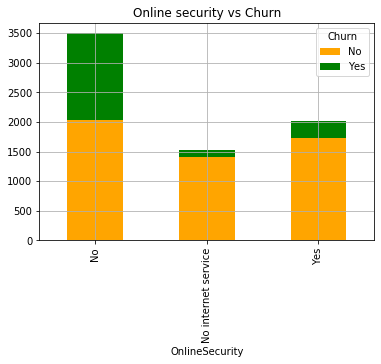 Online security vs Churn
Churn
No
Yes
3500
3000
2500
2000
1500
1000
500
0
No
No internet service
Yes
OnlineSecurity